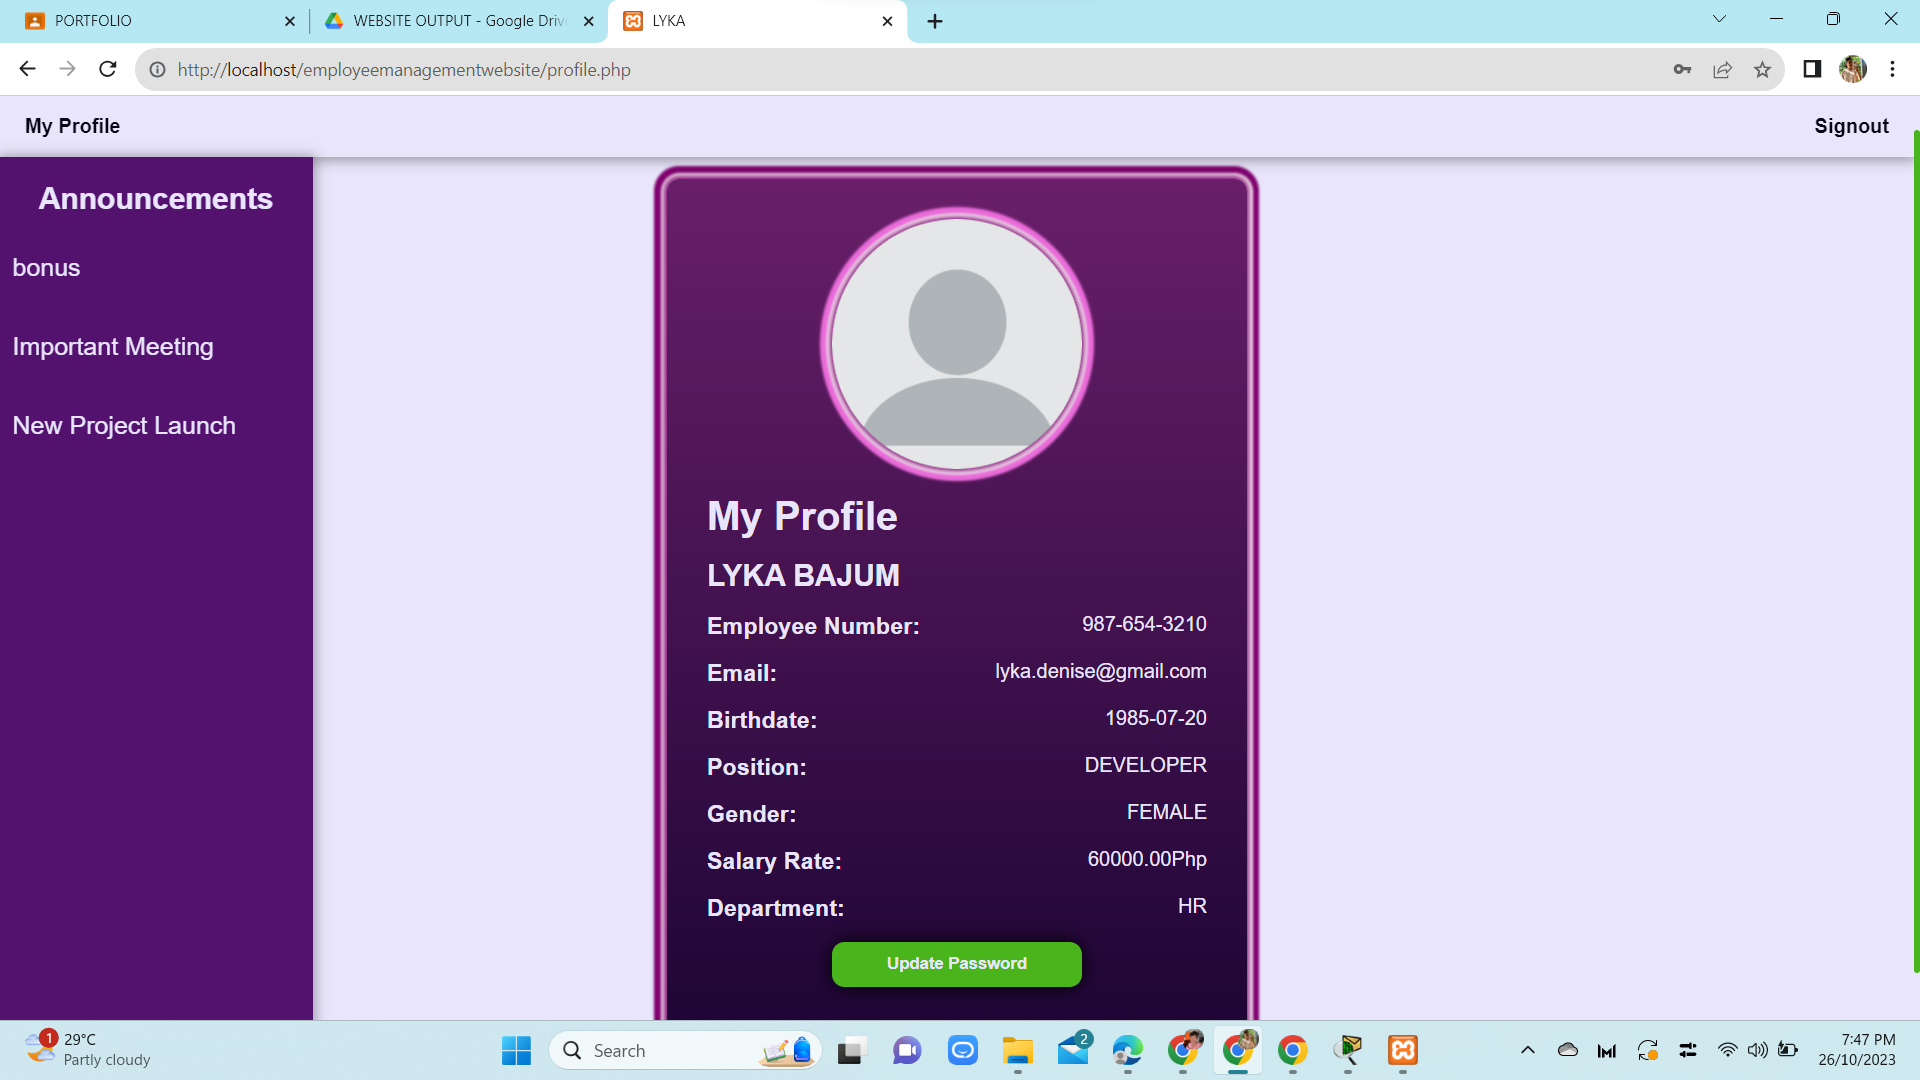 PORTFOLIO
WEBSITE OUTPUT - Google Driv
LYKA
http://localhost/employeemanagementwebsite/profile.php
My Profile
Signout
Announcements
bonus
Important Meeting
New Project Launch
My Profile
LYKA BAJUM
Employee Number: 987-654-3210
Email: lyka.denise@gmail.com
Birthdate: 1985-07-20
Position: DEVELOPER
Gender: FEMALE
Salary Rate: 60000.00Php
Department: HR
Update Password
1
29°C
Partly cloudy
Search
2
7:47 PM
26/10/2023